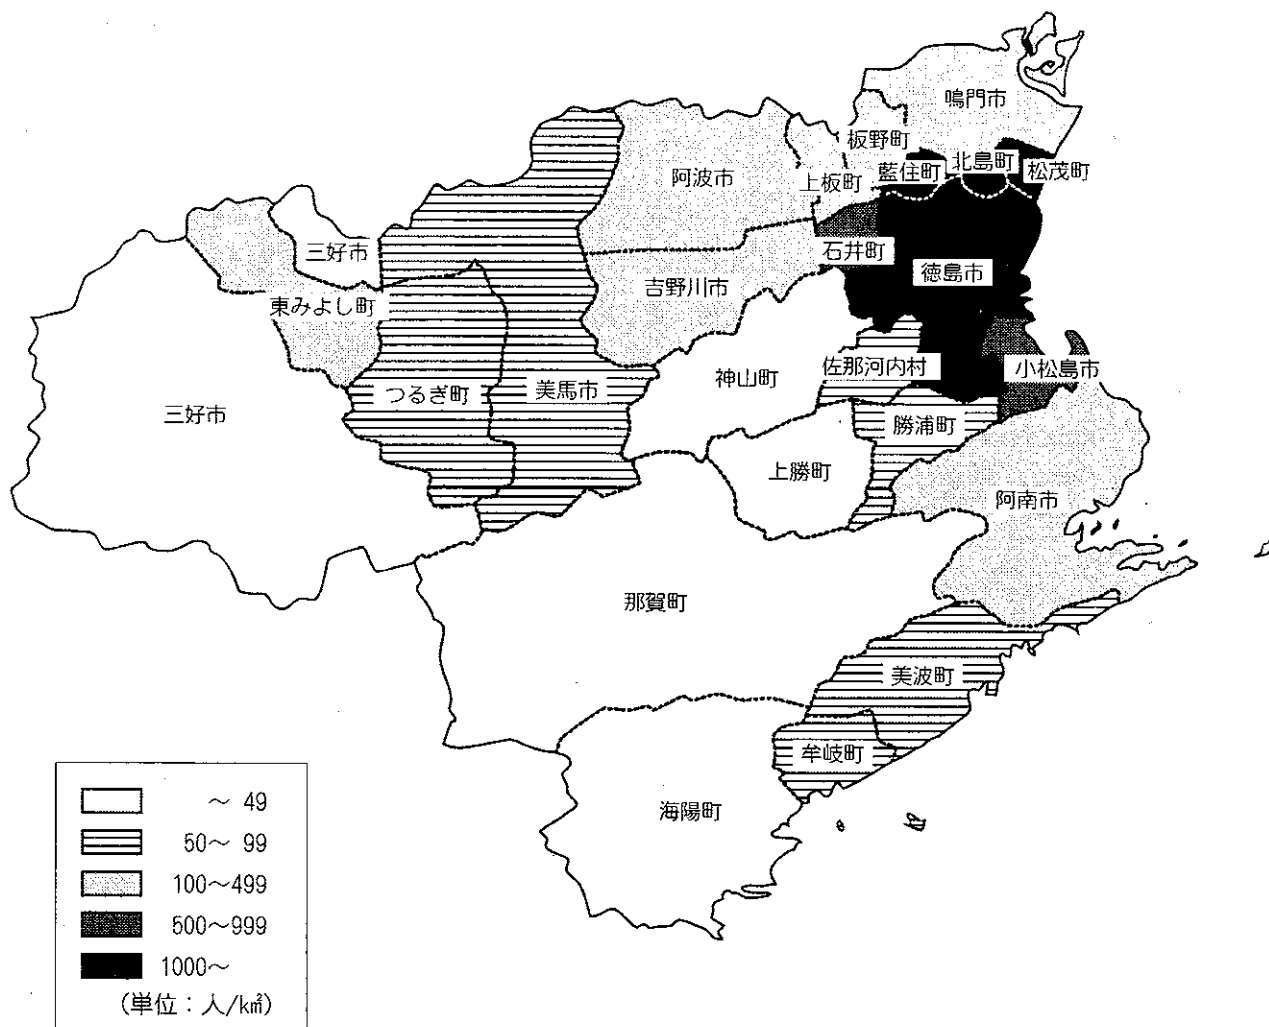 鳴門市
板野町
北島町
藍住町
松茂町
阿波市
上板町
三好市
石井町
徳島市
吉野川市
東みよし町
佐那河内村
小松島市
神山町
つるぎ町
美馬市
三好市
勝浦町
上勝町
阿南市
那賀町
美波町
牟岐町
海陽町
～ 49
50～ 99
100～499
500～999
1000～
(単位：人/k㎡)